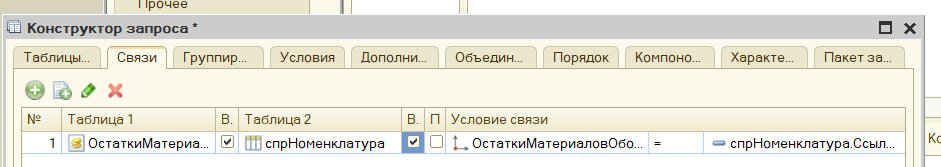 Прочее
Конструктор запроса *
Таблицы... Связи Группир... Условия Дополни... Объедин... Порядок Компоно... Характе... Пакет за...
№ Таблица 1 В. Таблица 2 В. П Условие связи
1 ОстаткиМатериа... спрНоменклатура ОстаткиМатериаловОбо... = спрНоменклатура.Ссыл...